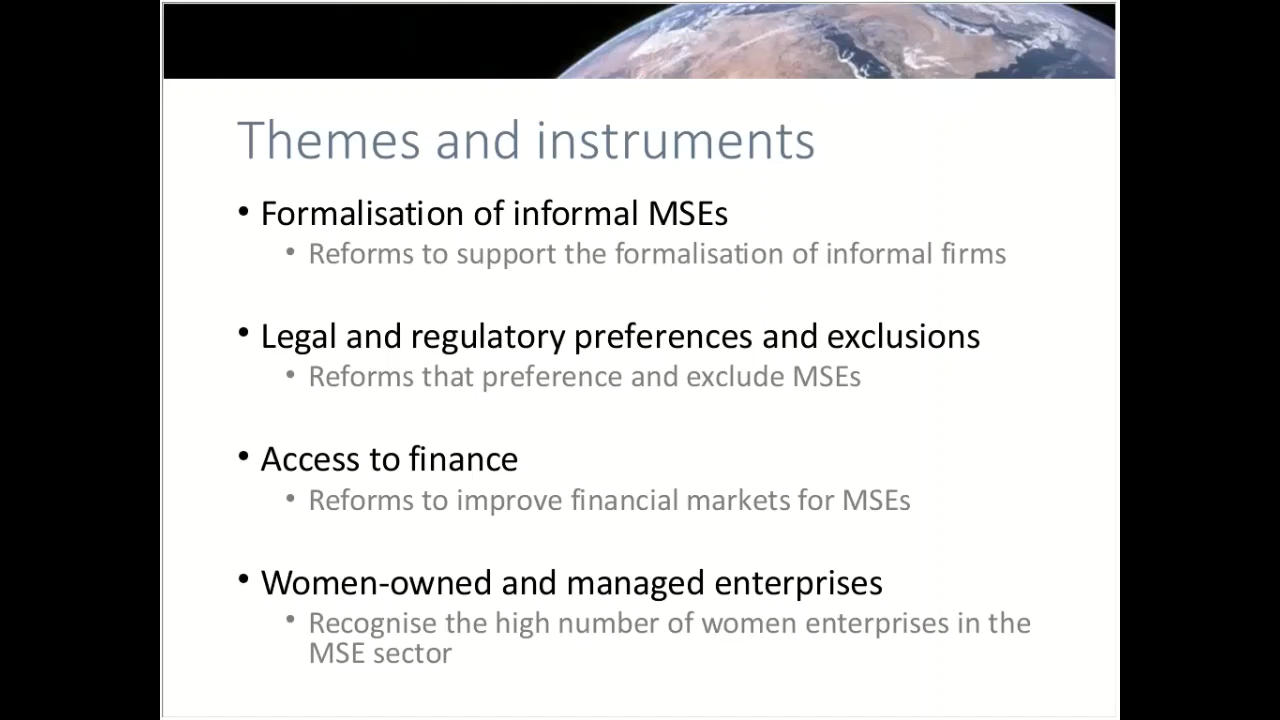 Themes and instruments
• Formalisation of informal MSEs
• Reforms to support the formalisation of informal firms
• Legal and regulatory preferences and exclusions
• Reforms that preference and exclude MSEs
• Access to finance
• Reforms to improve financial markets for MSEs
• Women-owned and managed enterprises
• Recognise the high number of women enterprises in the
MSE sector